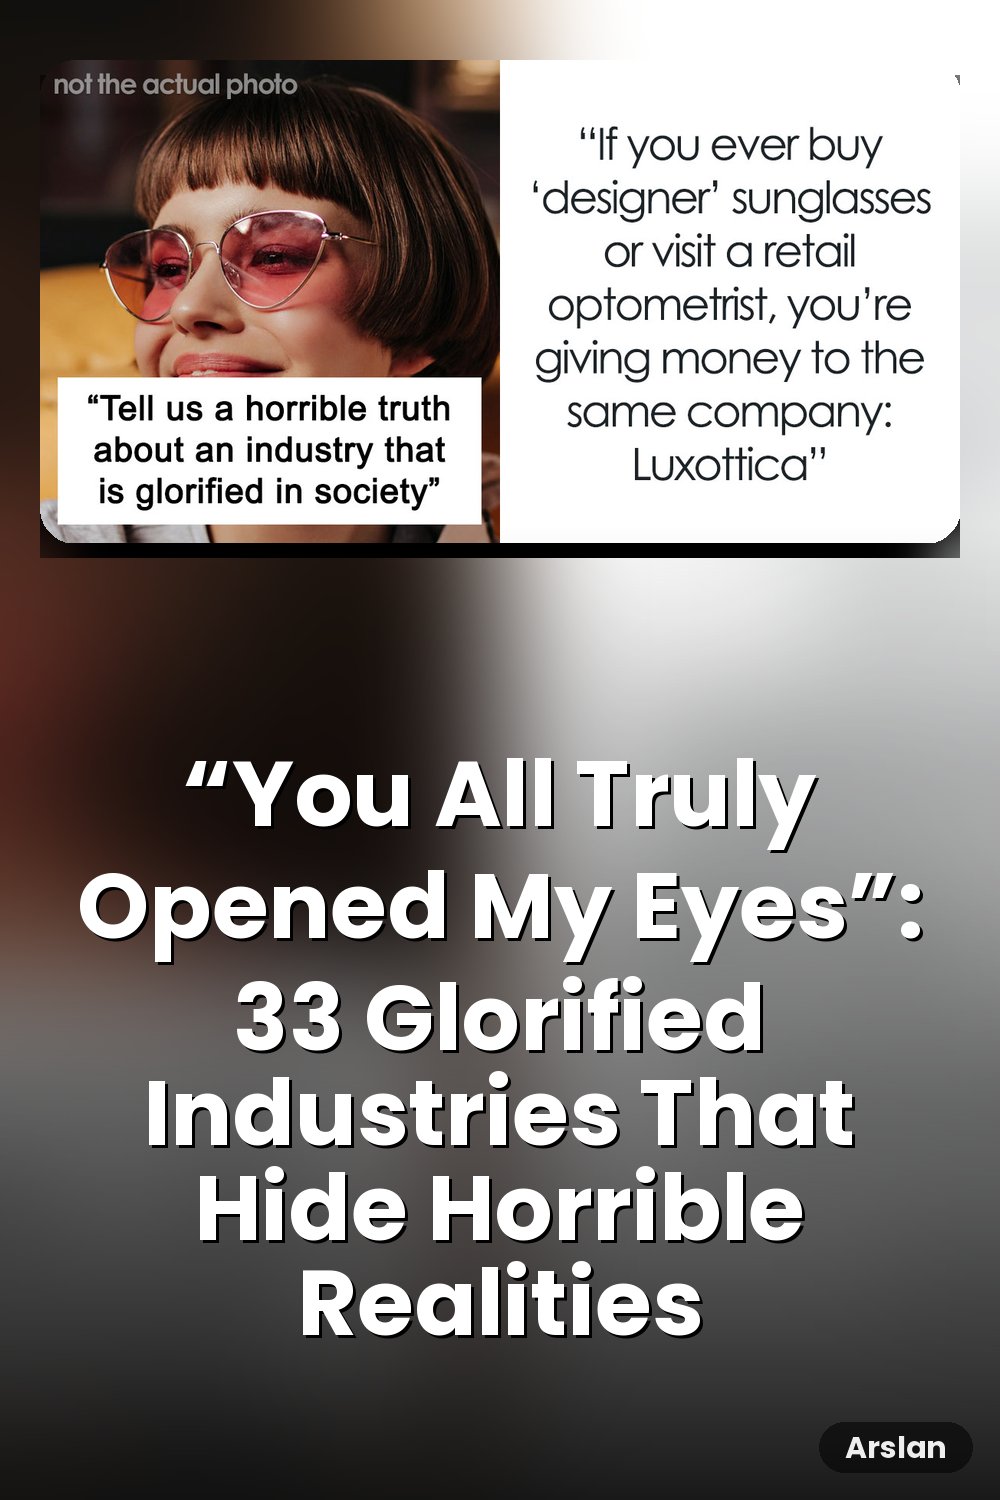 not the actual photo
“Tell us a horrible truth
about an industry that
is glorified in society”
“If you ever buy
‘designer’ sunglasses
or visit a retail
optometrist, you’re
giving money to the
same company:
Luxottica”
“You All Truly
Opened My Eyes”:
33 Glorified
Industries That
Hide Horrible
Realities
Arslan